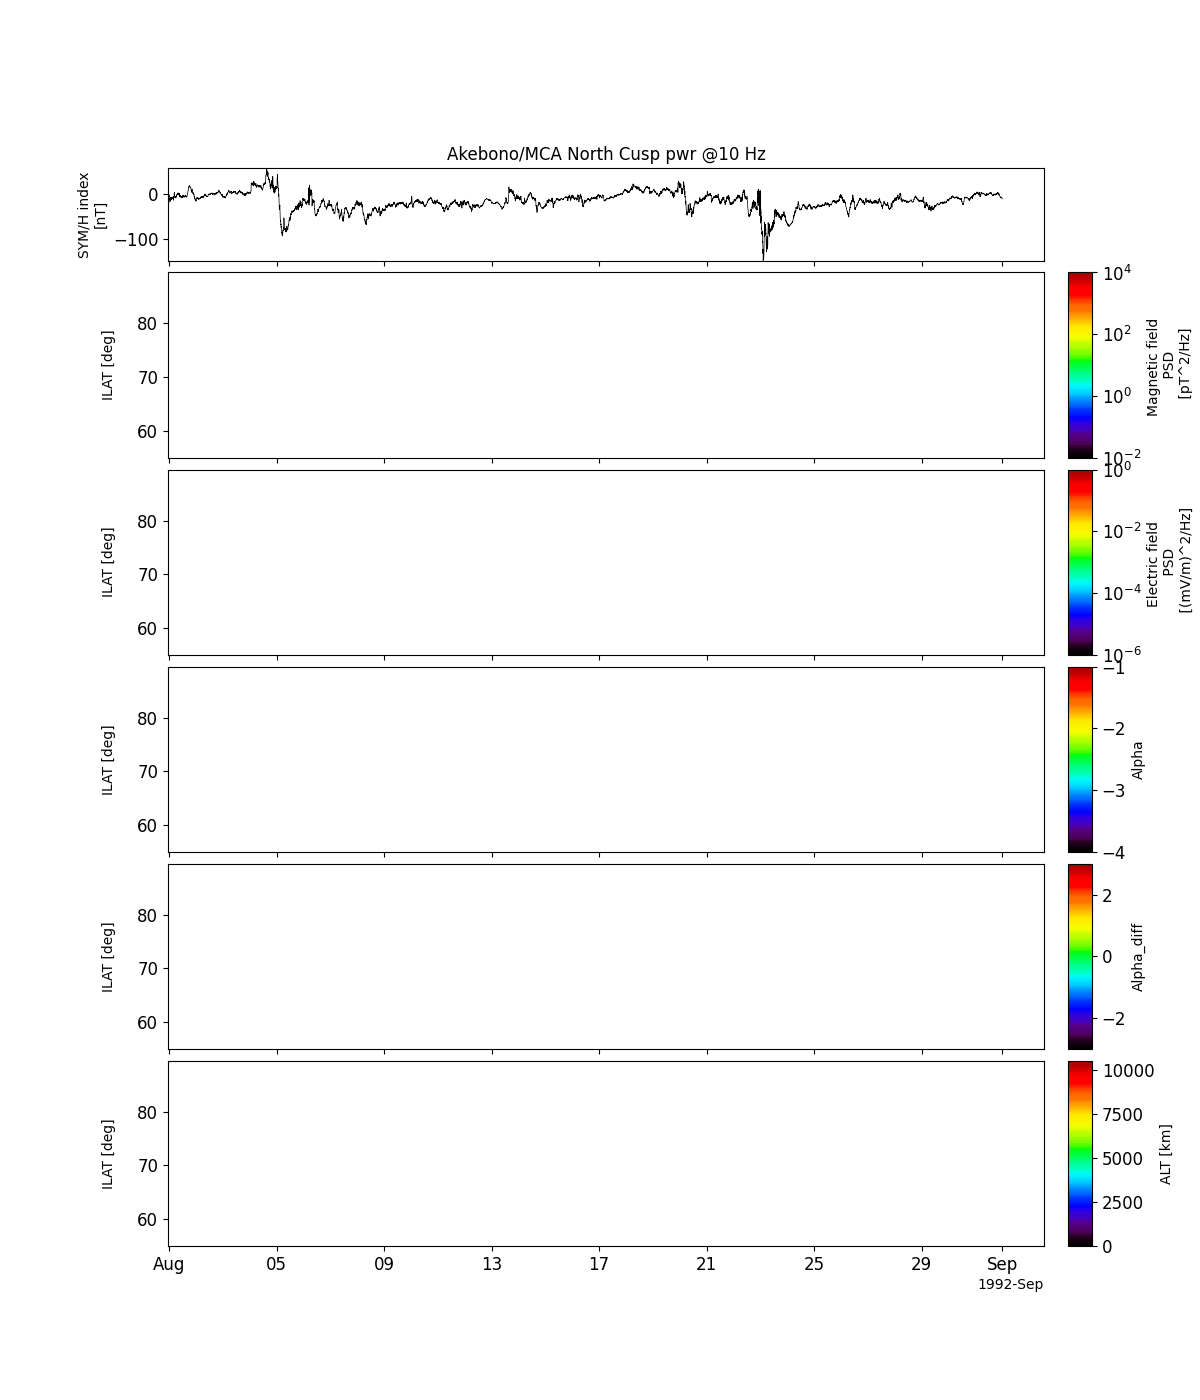 Akebono/MCA North Cusp pwr @10 Hz
SYM/H index
[nT]
0
−100
ILAT [deg]
80
70
60
10^4
10^2
10^0
10^−2
Magnetic field
PSD
[pT^2/Hz]
ILAT [deg]
80
70
60
10^0
10^−2
10^−4
10^−6
Electric field
PSD
[(mV/m)^2/Hz]
ILAT [deg]
80
70
60
−1
−2
−3
−4
Alpha
ILAT [deg]
80
70
60
2
0
−2
Alpha_diff
ILAT [deg]
80
70
60
10000
7500
5000
2500
0
ALT [km]
Aug 05 09 13 17 21 25 29 Sep
1992-Sep